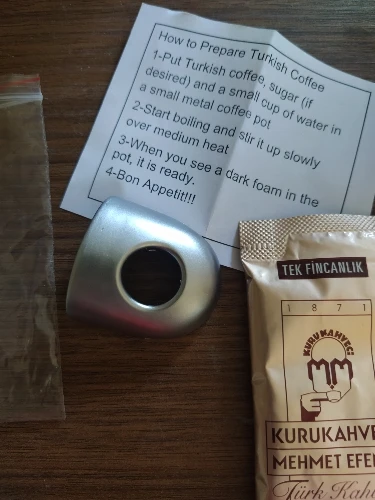 How to Prepare Turkish Coffee
1-Put Turkish coffee, sugar (if
desired) and a small cup of water in
a small metal coffee pot
2-Start boiling and stir it up slowly
over medium heat
3-When you see a dark foam in the
pot, it is ready.
4-Bon Appetit!!!
TEK FİNCANLIK
1871
KURUKAHVECİ
MM
KURUKAHVE
MEHMET EFEN
Türk Kah